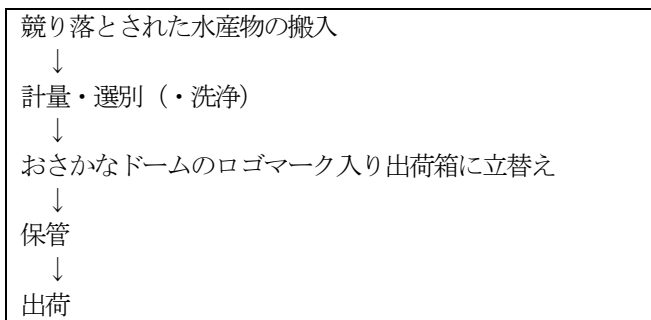 競り落とされた水産物の搬入
↓
計量・選別（・洗浄）
↓
おさかなドームのロゴマーク入り出荷箱に立替え
↓
保管
↓
出荷